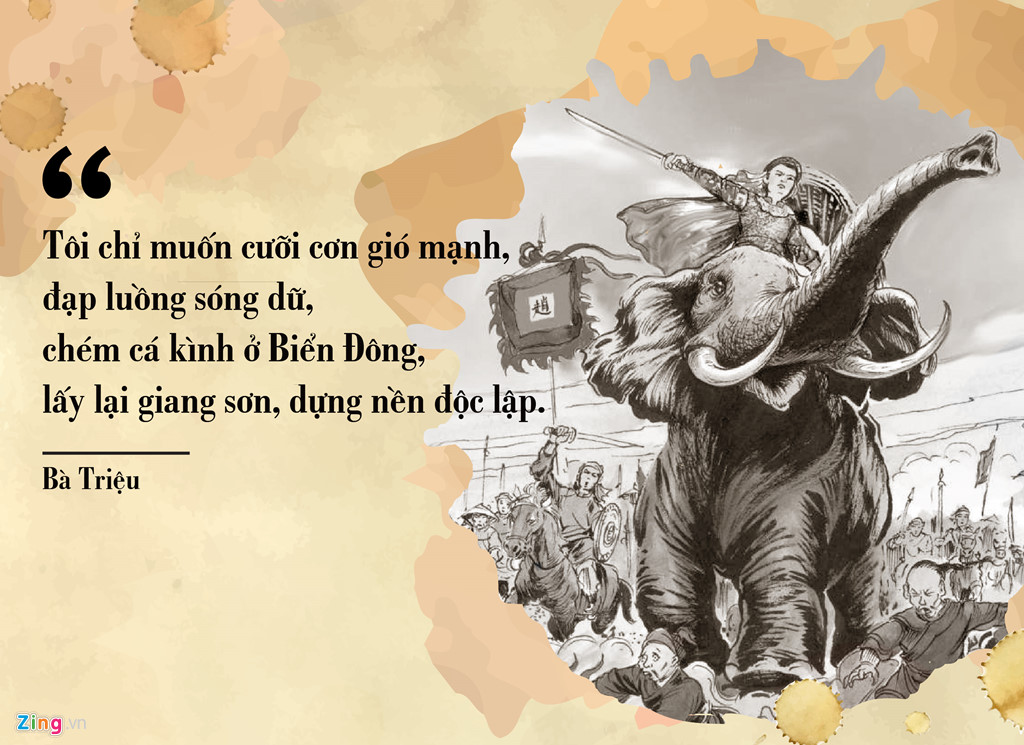 “
Tôi chỉ muốn cưỡi cơn gió mạnh,
đạp luồng sóng dữ,
chém cá kình ở Biển Đông,
lấy lại giang sơn, dựng nền độc lập.
Bà Triệu
趙
Zing.vn